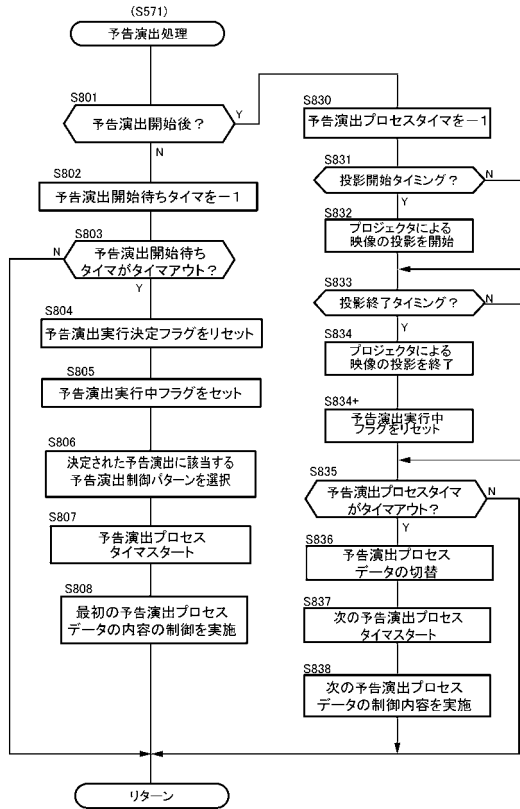 (S571)
予告演出処理
S801
予告演出開始後？
Y
N
S802
予告演出開始待ちタイマを－1
S803
予告演出開始待ち
タイマがタイマアウト？
N
Y
S804
予告演出実行決定フラグをリセット
S805
予告演出実行中フラグをセット
S806
決定された予告演出に該当する
予告演出制御パターンを選択
S807
予告演出プロセス
タイマスタート
S808
最初の予告演出プロセス
データの内容の制御を実施
S830
予告演出プロセスタイマを－1
S831
投影開始タイミング？
N
Y
S832
プロジェクタによる
映像の投影を開始
S833
投影終了タイミング？
N
Y
S834
プロジェクタによる
映像の投影を終了
S834+
予告演出実行中
フラグをリセット
S835
予告演出プロセスタイマ
がタイマアウト？
N
Y
S836
予告演出プロセス
データの切替
S837
次の予告演出プロセス
タイマスタート
S838
次の予告演出プロセス
データの制御内容を実施
リターン